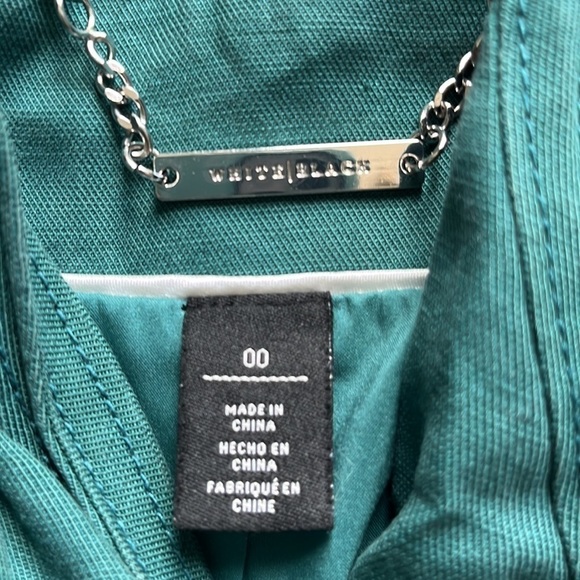 WHITE|BLACK
00
MADE IN
CHINA
HECHO EN
CHINA
FABRIQUÉ EN
CHINE